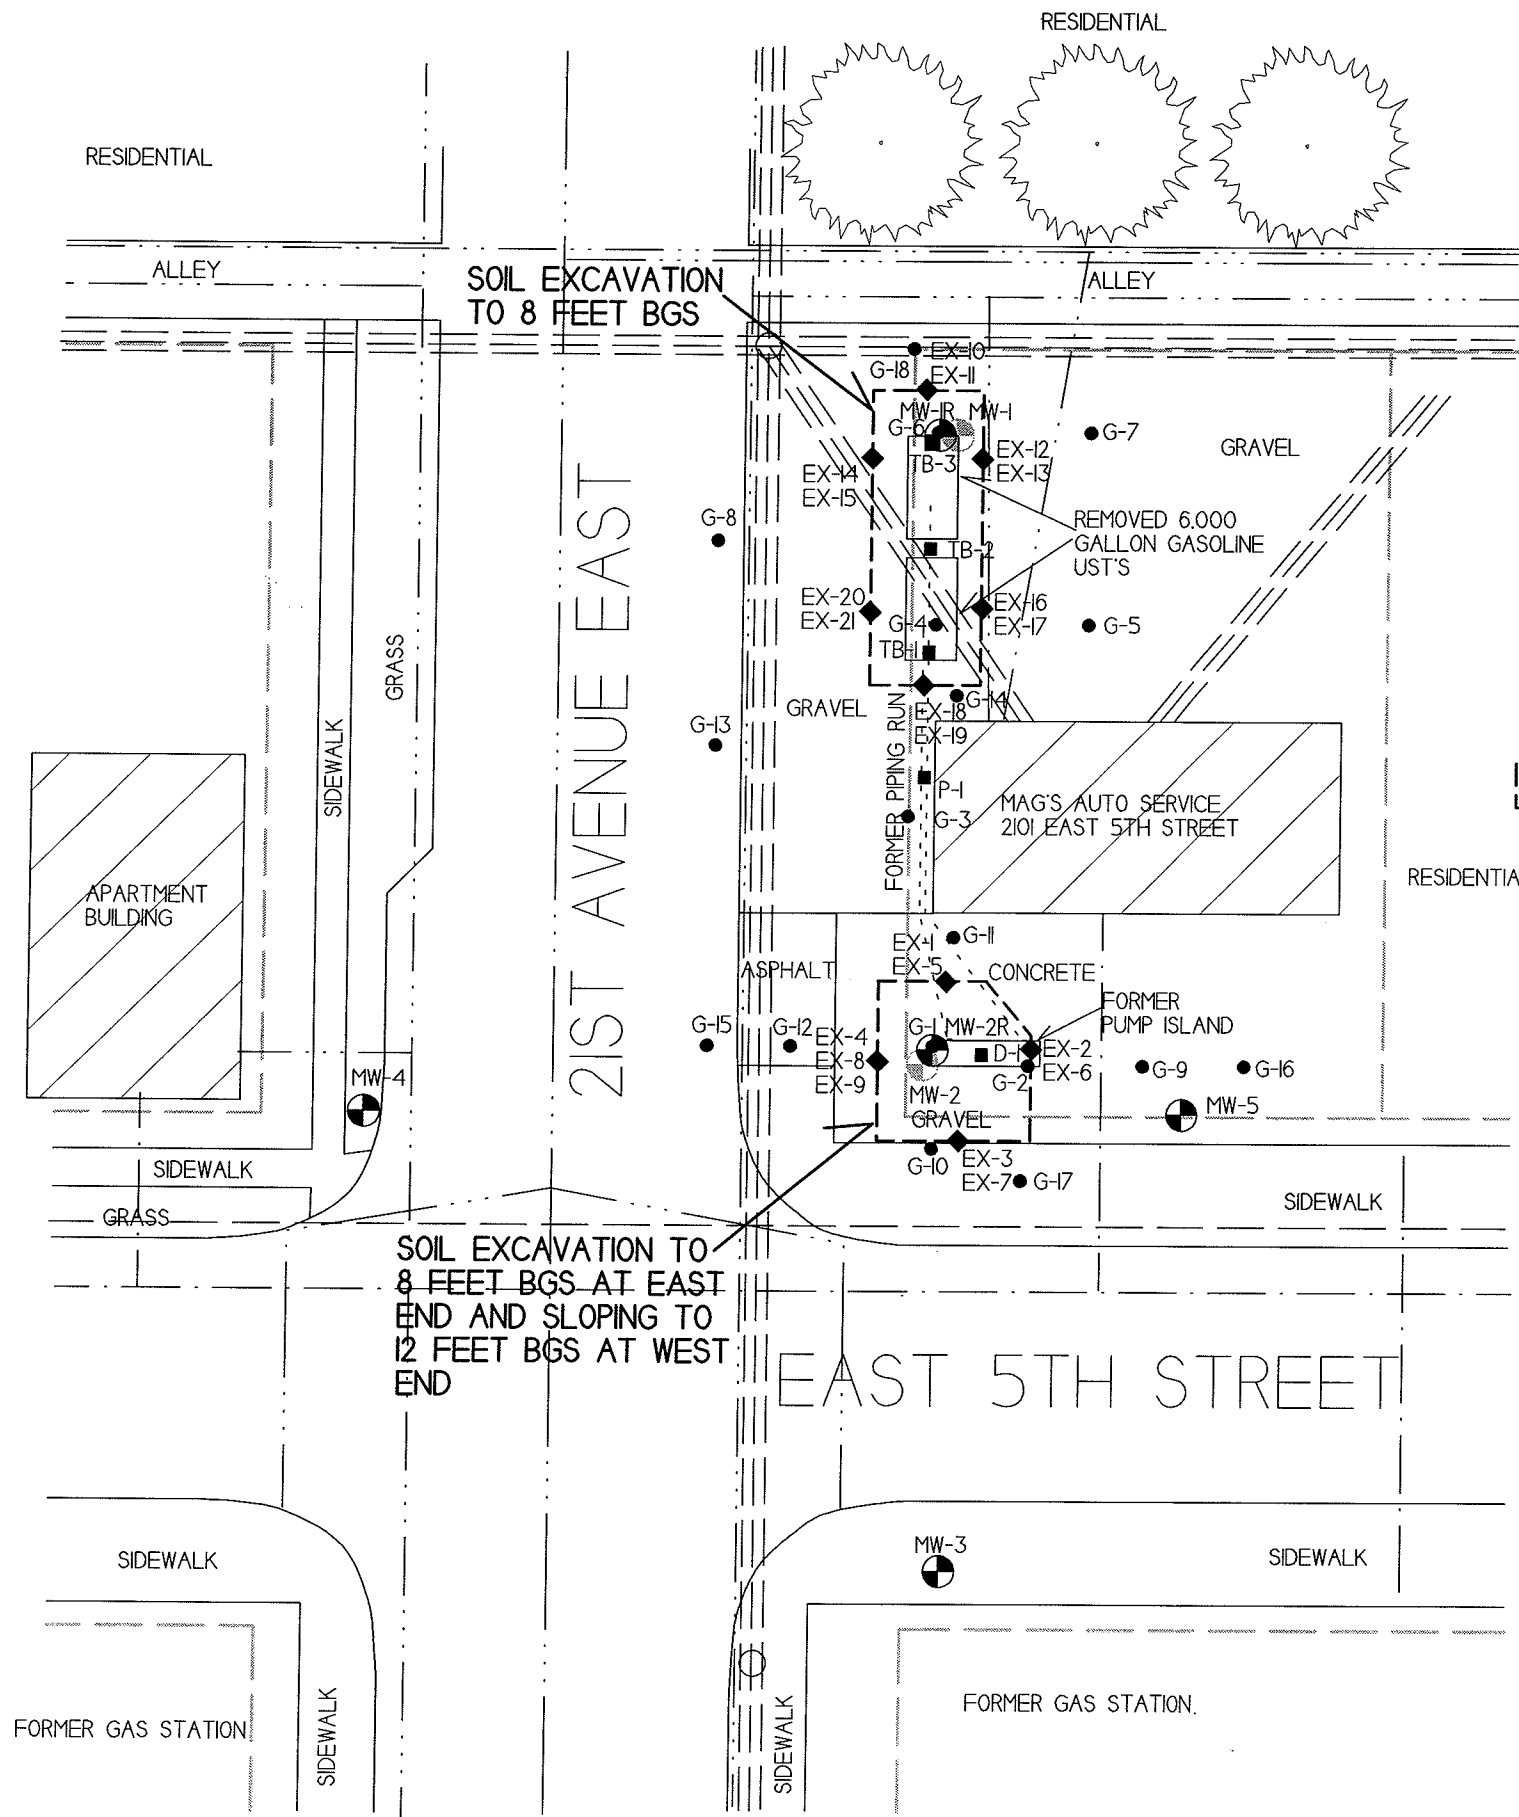 RESIDENTIAL
RESIDENTIAL
ALLEY
SOIL EXCAVATION
TO 8 FEET BGS
ALLEY
EX-10
G-18
EX-11
MW-1R
MW-1
G-6
G-7
TB-3
EX-12
EX-13
GRAVEL
EX-14
EX-15
G-8
REMOVED 6,000
GALLON GASOLINE
UST'S
TB-2
EX-20
EX-21
EX-16
EX-17
G-4
G-5
TB-1
GRASS
SIDEWALK
21ST AVENUE EAST
GRAVEL
G-14
EX-18
EX-19
G-13
FORMER PIPING RUN
P-1
G-3
MAG'S AUTO SERVICE
2101 EAST 5TH STREET
APARTMENT
BUILDING
RESIDENTIA
EX-1
EX-5
G-11
ASPHALT
CONCRETE
FORMER
PUMP ISLAND
G-15
G-12
EX-4
EX-8
EX-9
G-1
MW-2R
D-1
EX-2
EX-6
G-2
G-9
G-16
MW-4
MW-2
MW-5
GRAVEL
G-10
EX-3
EX-7
G-17
SIDEWALK
SIDEWALK
GRASS
SOIL EXCAVATION TO
8 FEET BGS AT EAST
END AND SLOPING TO
12 FEET BGS AT WEST
END
EAST 5TH STREET
SIDEWALK
MW-3
SIDEWALK
FORMER GAS STATION
SIDEWALK
SIDEWALK
FORMER GAS STATION.